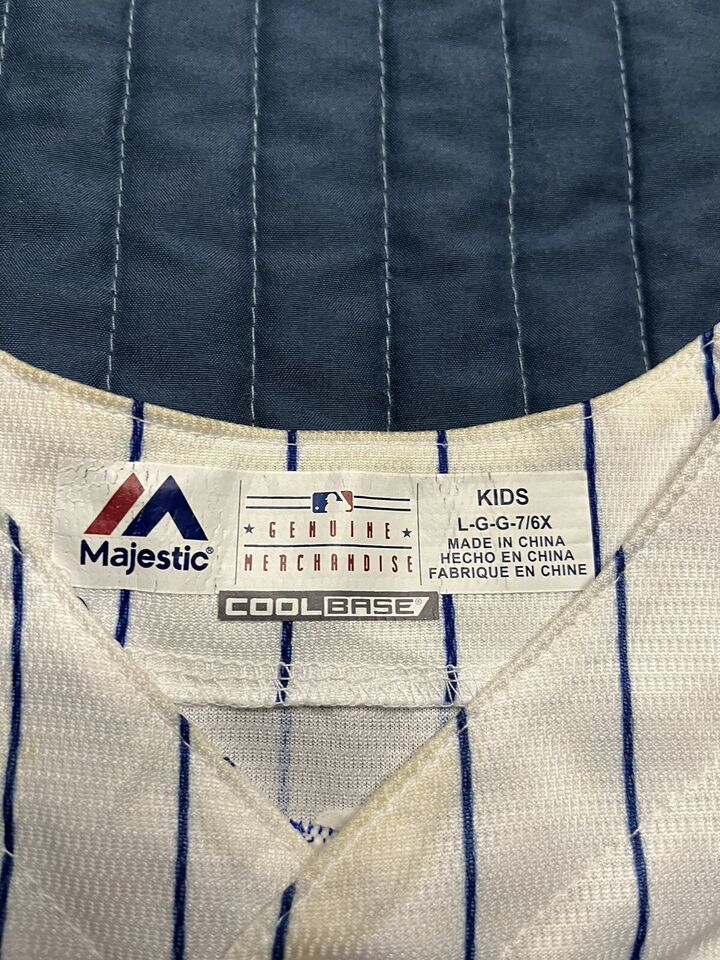 Majestic®
GENUINE
MERCHANDISE
KIDS
L-G-G-7/6X
MADE IN CHINA
HECHO EN CHINA
FABRIQUE EN CHINE
COOLBASE®